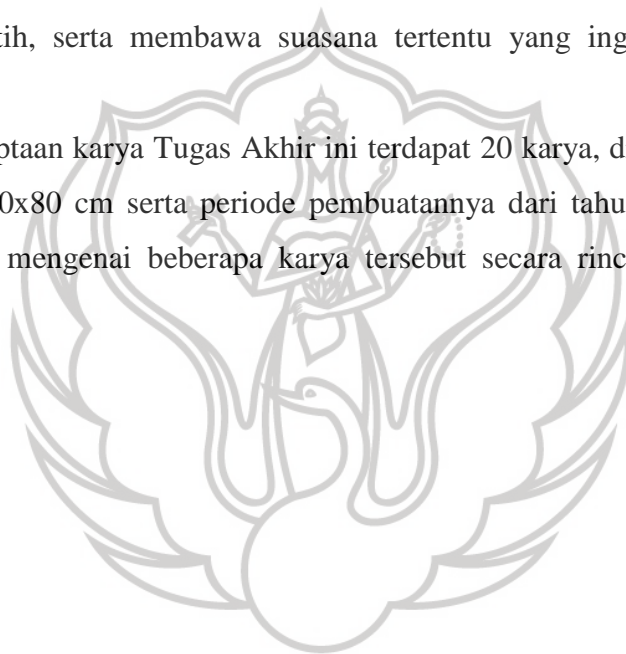 tih, serta membawa suasana tertentu yang ing
ptaan karya Tugas Akhir ini terdapat 20 karya, d
0x80 cm serta periode pembuatannya dari tahu
mengenai beberapa karya tersebut secara rinc